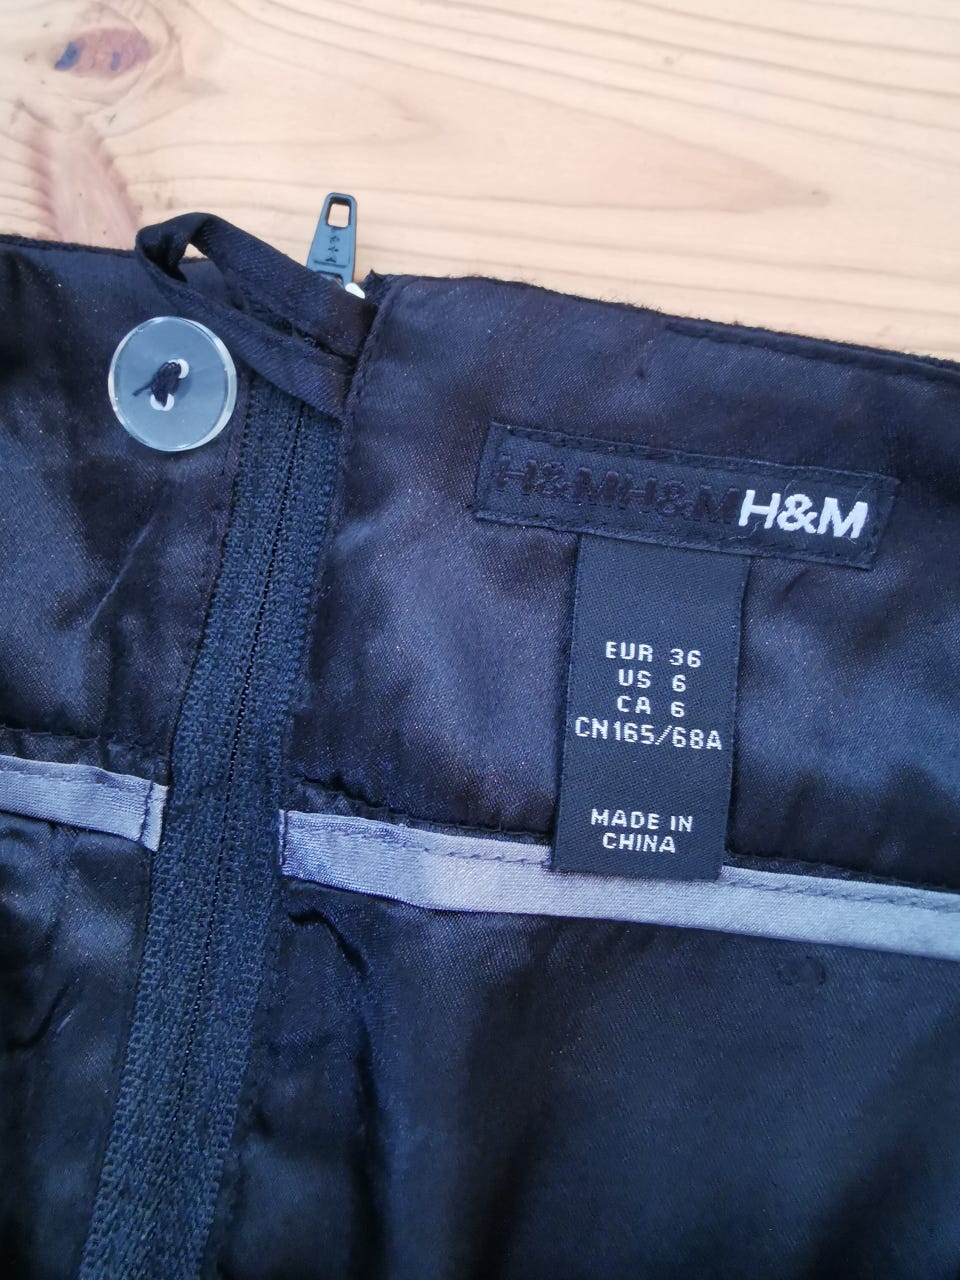 H&MH&MH&M
EUR 36
US 6
CA 6
CN165/68A
MADE IN
CHINA